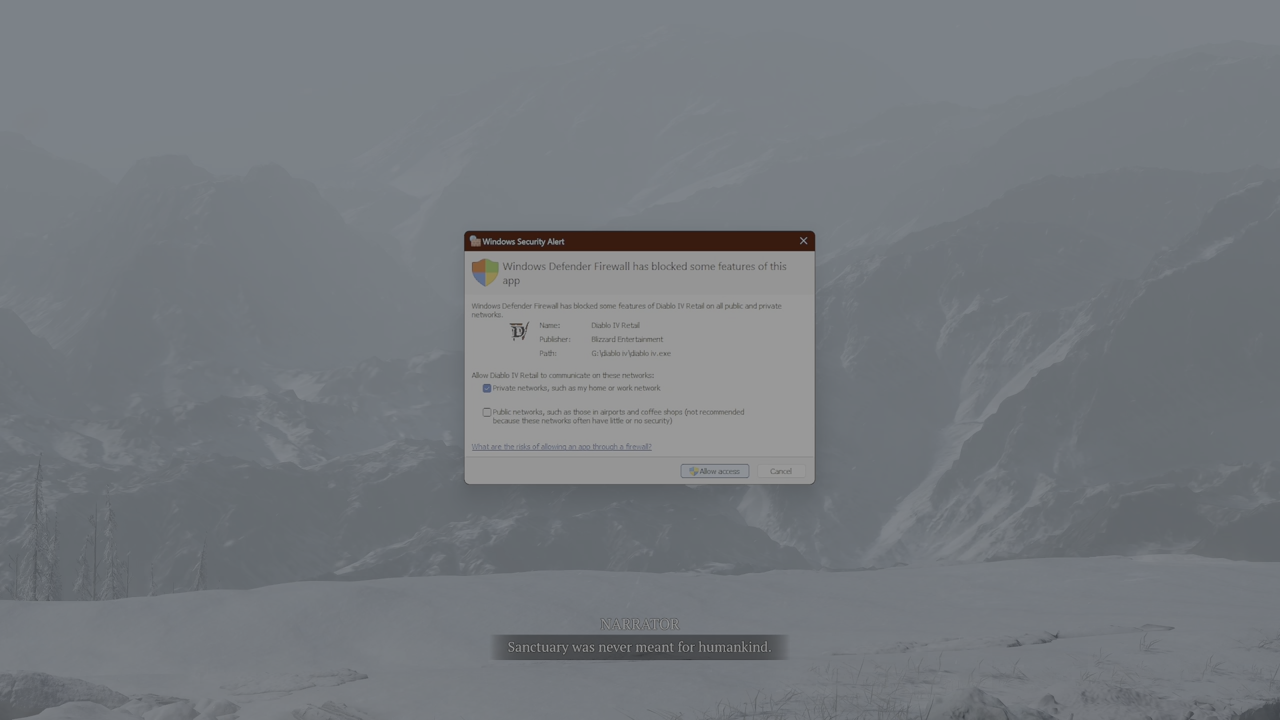 Windows Security Alert
Windows Defender Firewall has blocked some features of this
app
Windows Defender Firewall has blocked some features of Diablo IV Retail on all public and private
networks.
Name: Diablo IV Retail
Publisher: Blizzard Entertainment
Path: G:\diablo iv\diablo iv.exe
Allow Diablo IV Retail to communicate on these networks:
Private networks, such as my home or work network
Public networks, such as those in airports and coffee shops (not recommended
because these networks often have little or no security)
What are the risks of allowing an app through a firewall?
Allow access Cancel
NARRATOR
Sanctuary was never meant for humankind.